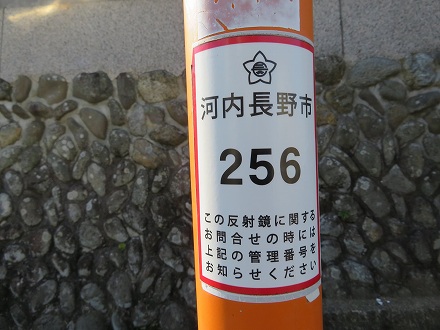 河内長野市
256
この反射鏡に関する
お問合せの時には
上記の管理番号を
お知らせください